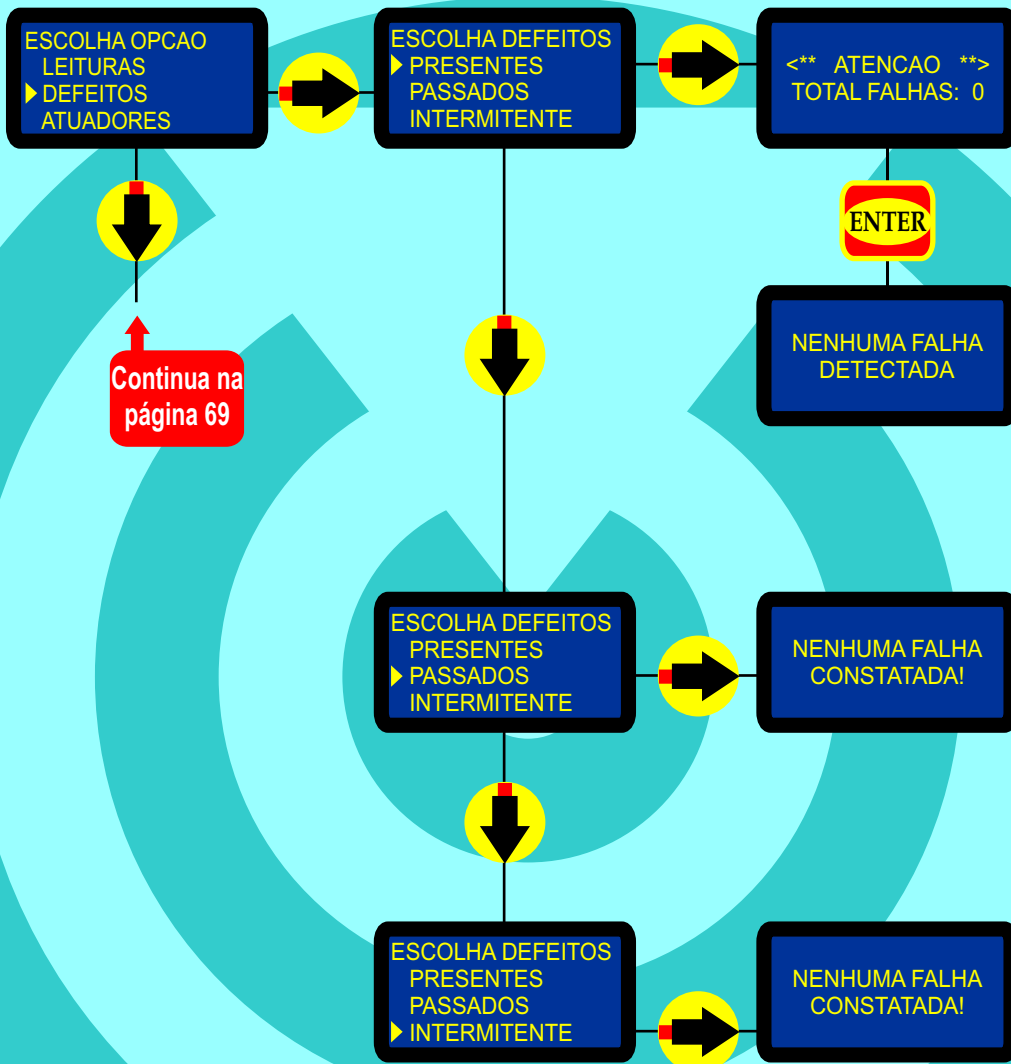 ESCOLHA OPCAO
LEITURAS
DEFEITOS
ATUADORES
ESCOLHA DEFEITOS
PRESENTES
PASSADOS
INTERMITENTE
<** ATENCAO **>
TOTAL FALHAS: 0
ENTER
NENHUMA FALHA
DETECTADA
Continua na
página 69
ESCOLHA DEFEITOS
PRESENTES
PASSADOS
INTERMITENTE
NENHUMA FALHA
CONSTATADA!
ESCOLHA DEFEITOS
PRESENTES
PASSADOS
INTERMITENTE
NENHUMA FALHA
CONSTATADA!